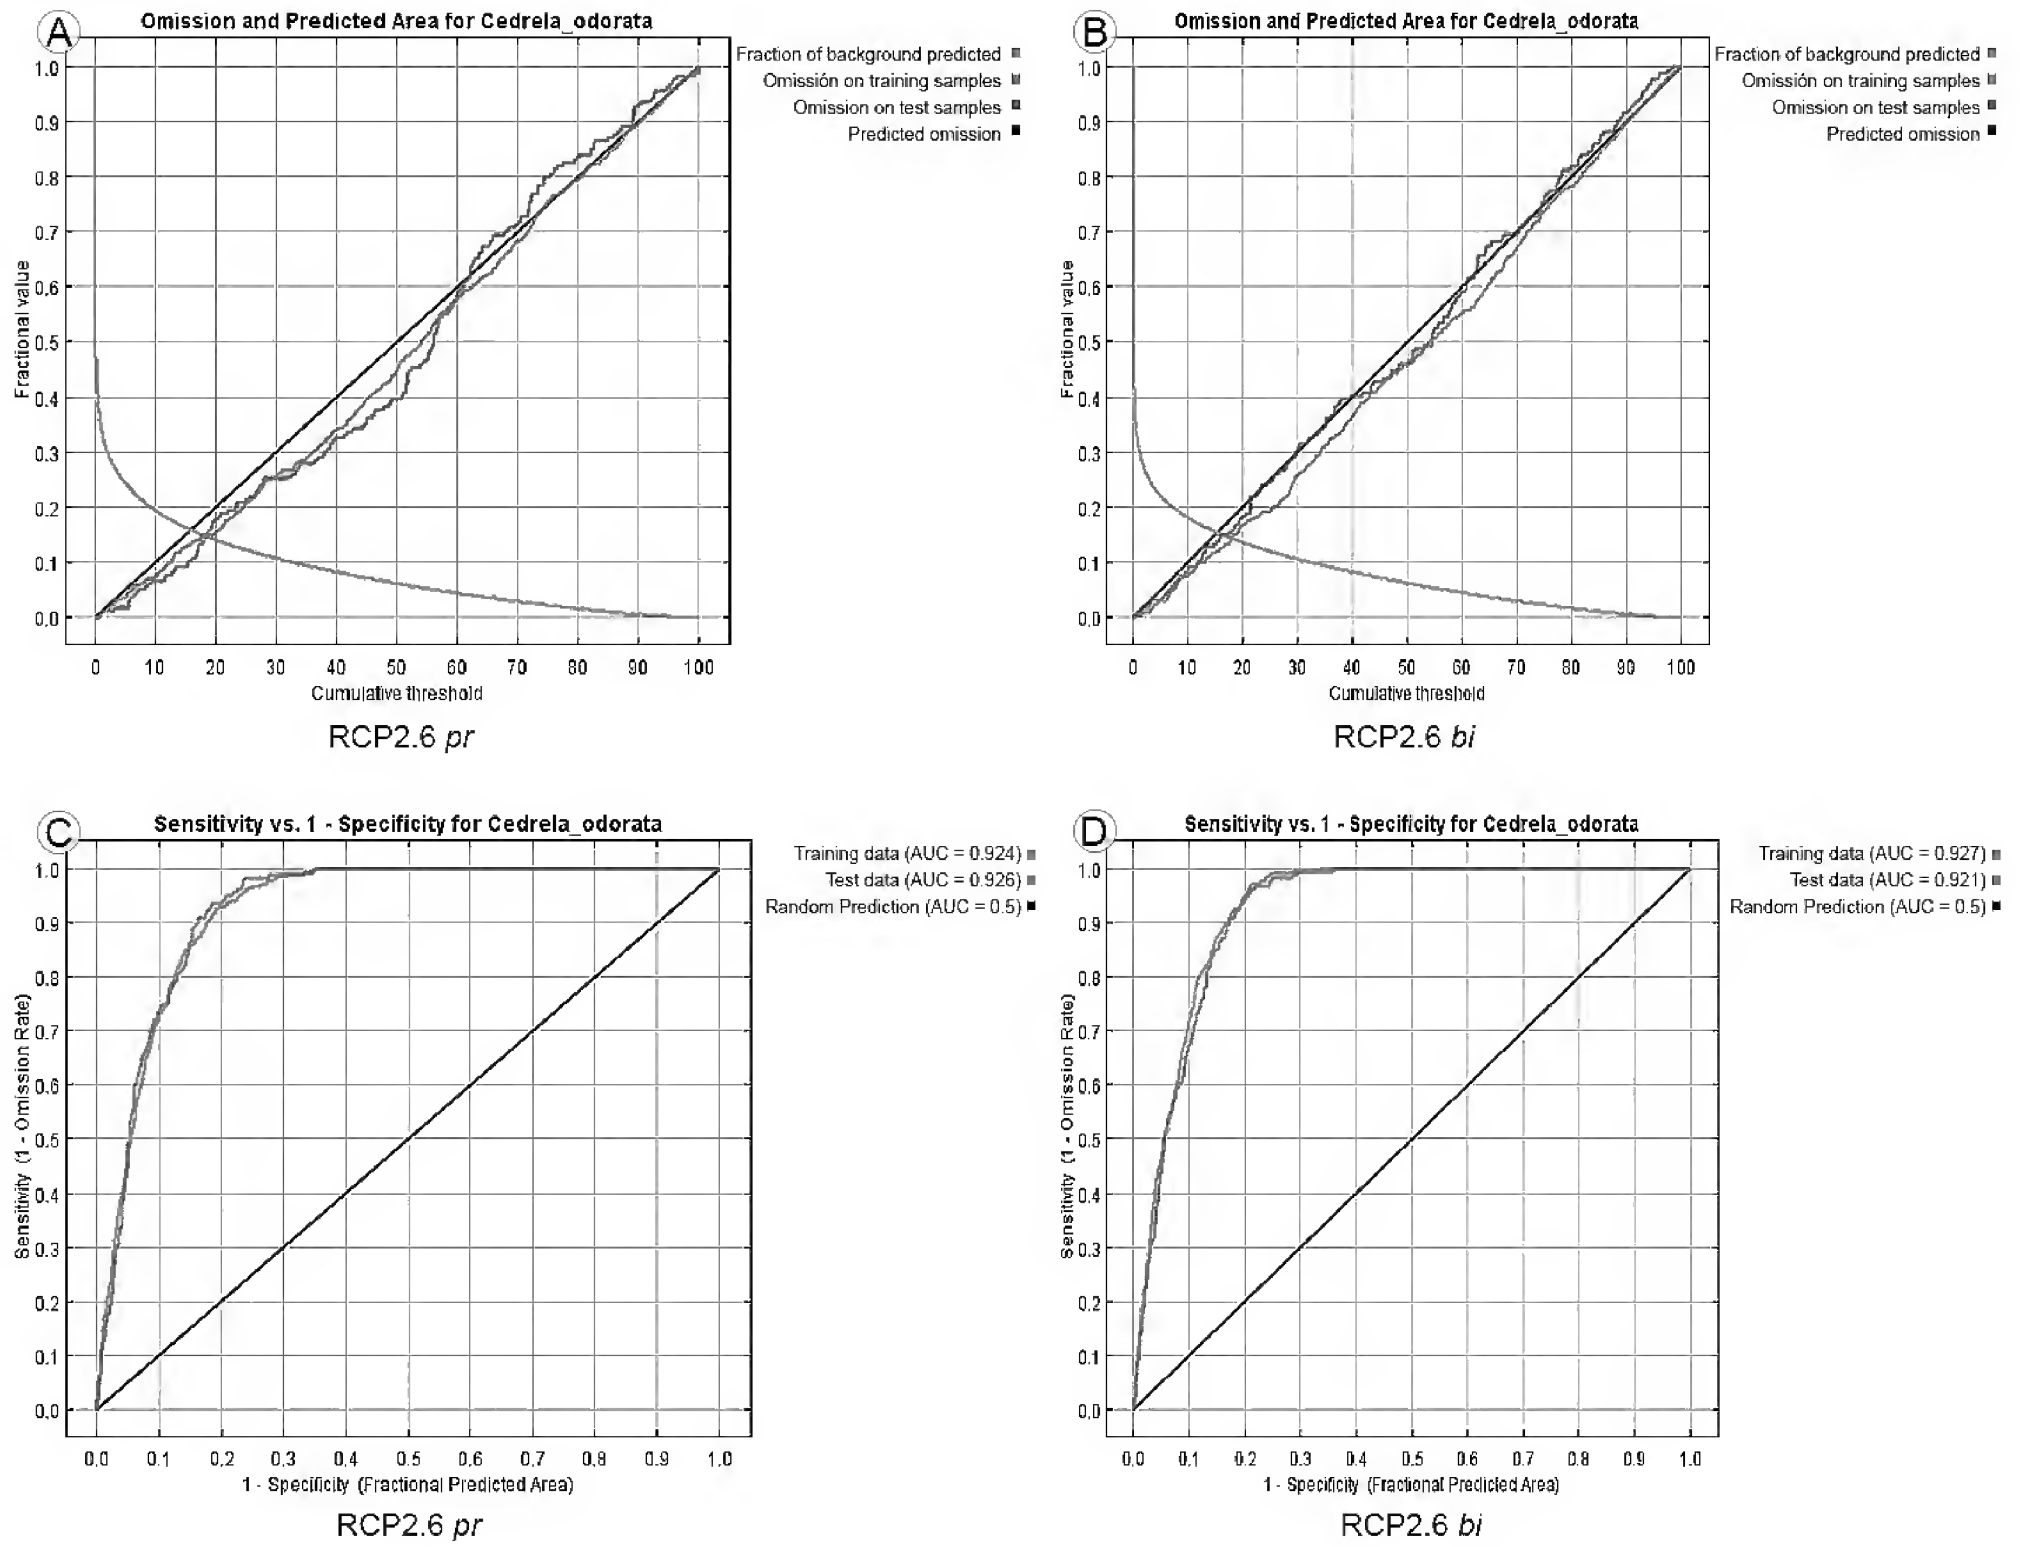 A
Omission and Predicted Area for Cedrela_odorata
Fraction of background predicted
Omissión on training samples
Omission on test samples
Predicted omission
Fractional value
1.0
0.9
0.8
0.7
0.6
0.5
0.4
0.3
0.2
0.1
0.0
0 10 20 30 40 50 60 70 80 90 100
Cumulative threshold
RCP2.6 pr
B
Omission and Predicted Area for Cedrela_odorata
Fraction of background predicted
Omissión on training samples
Omission on test samples
Predicted omission
Fractional value
1.0
0.9
0.8
0.7
0.6
0.5
0.4
0.3
0.2
0.1
0.0
0 10 20 30 40 50 60 70 80 90 100
Cumulative threshold
RCP2.6 bi
C
Sensitivity vs. 1 - Specificity for Cedrela_odorata
Training data (AUC = 0.924)
Test data (AUC = 0.926)
Random Prediction (AUC = 0.5)
Sensitivity (1 - Omission Rate)
1.0
0.9
0.8
0.7
0.6
0.5
0.4
0.3
0.2
0.1
0.0
0.0 0.1 0.2 0.3 0.4 0.5 0.6 0.7 0.8 0.9 1.0
1 - Specificity (Fractional Predicted Area)
RCP2.6 pr
D
Sensitivity vs. 1 - Specificity for Cedrela_odorata
Training data (AUC = 0.927)
Test data (AUC = 0.921)
Random Prediction (AUC = 0.5)
Sensitivity (1 - Omission Rate)
1.0
0.9
0.8
0.7
0.6
0.5
0.4
0.3
0.2
0.1
0.0
0.0 0.1 0.2 0.3 0.4 0.5 0.6 0.7 0.8 0.9 1.0
1 - Specificity (Fractional Predicted Area)
RCP2.6 bi